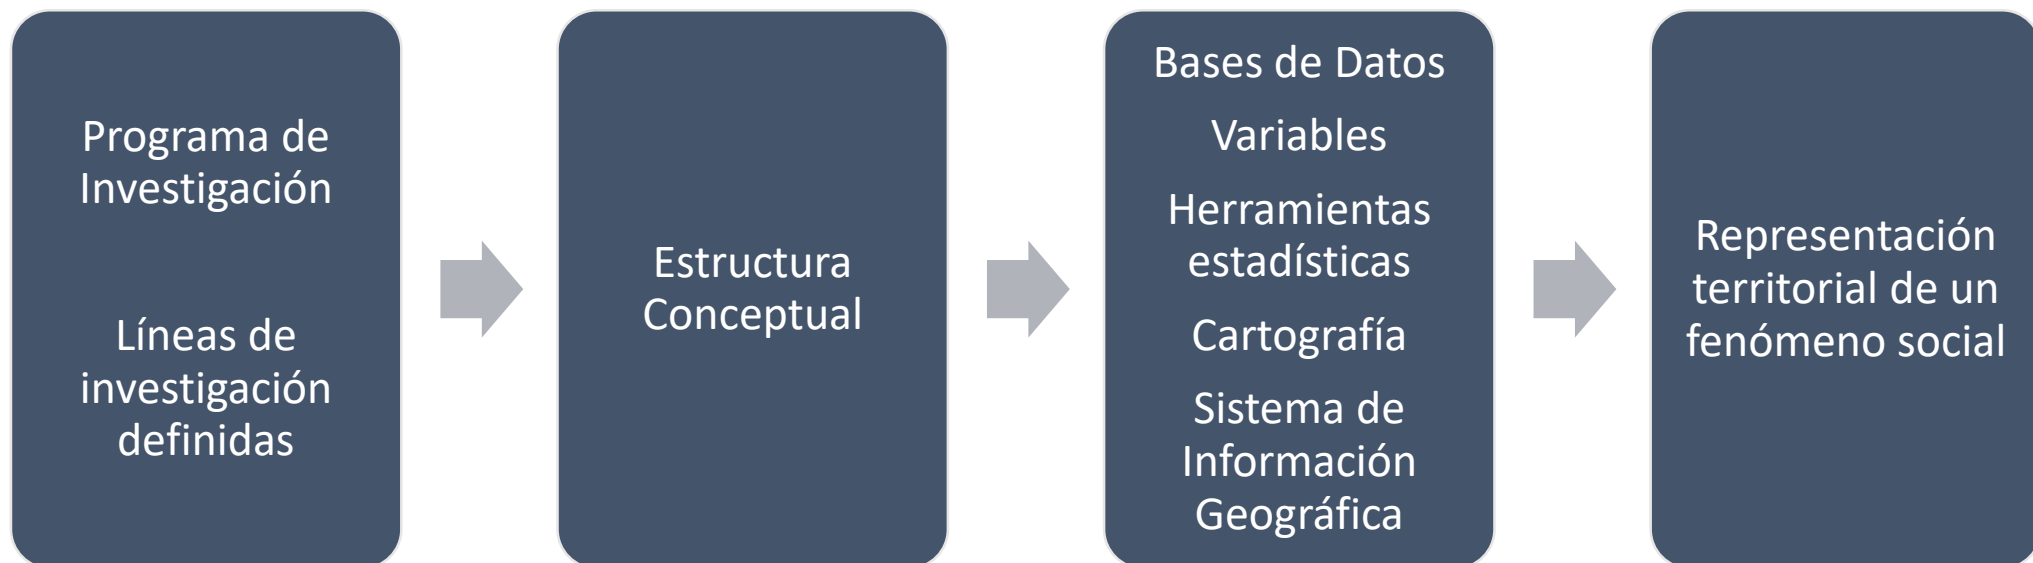 Programa de
Investigación
Líneas de
investigación
definidas
Estructura
Conceptual
Bases de Datos
Variables
Herramientas
estadísticas
Cartografía
Sistema de
Información
Geográfica
Representación
territorial de un
fenómeno social